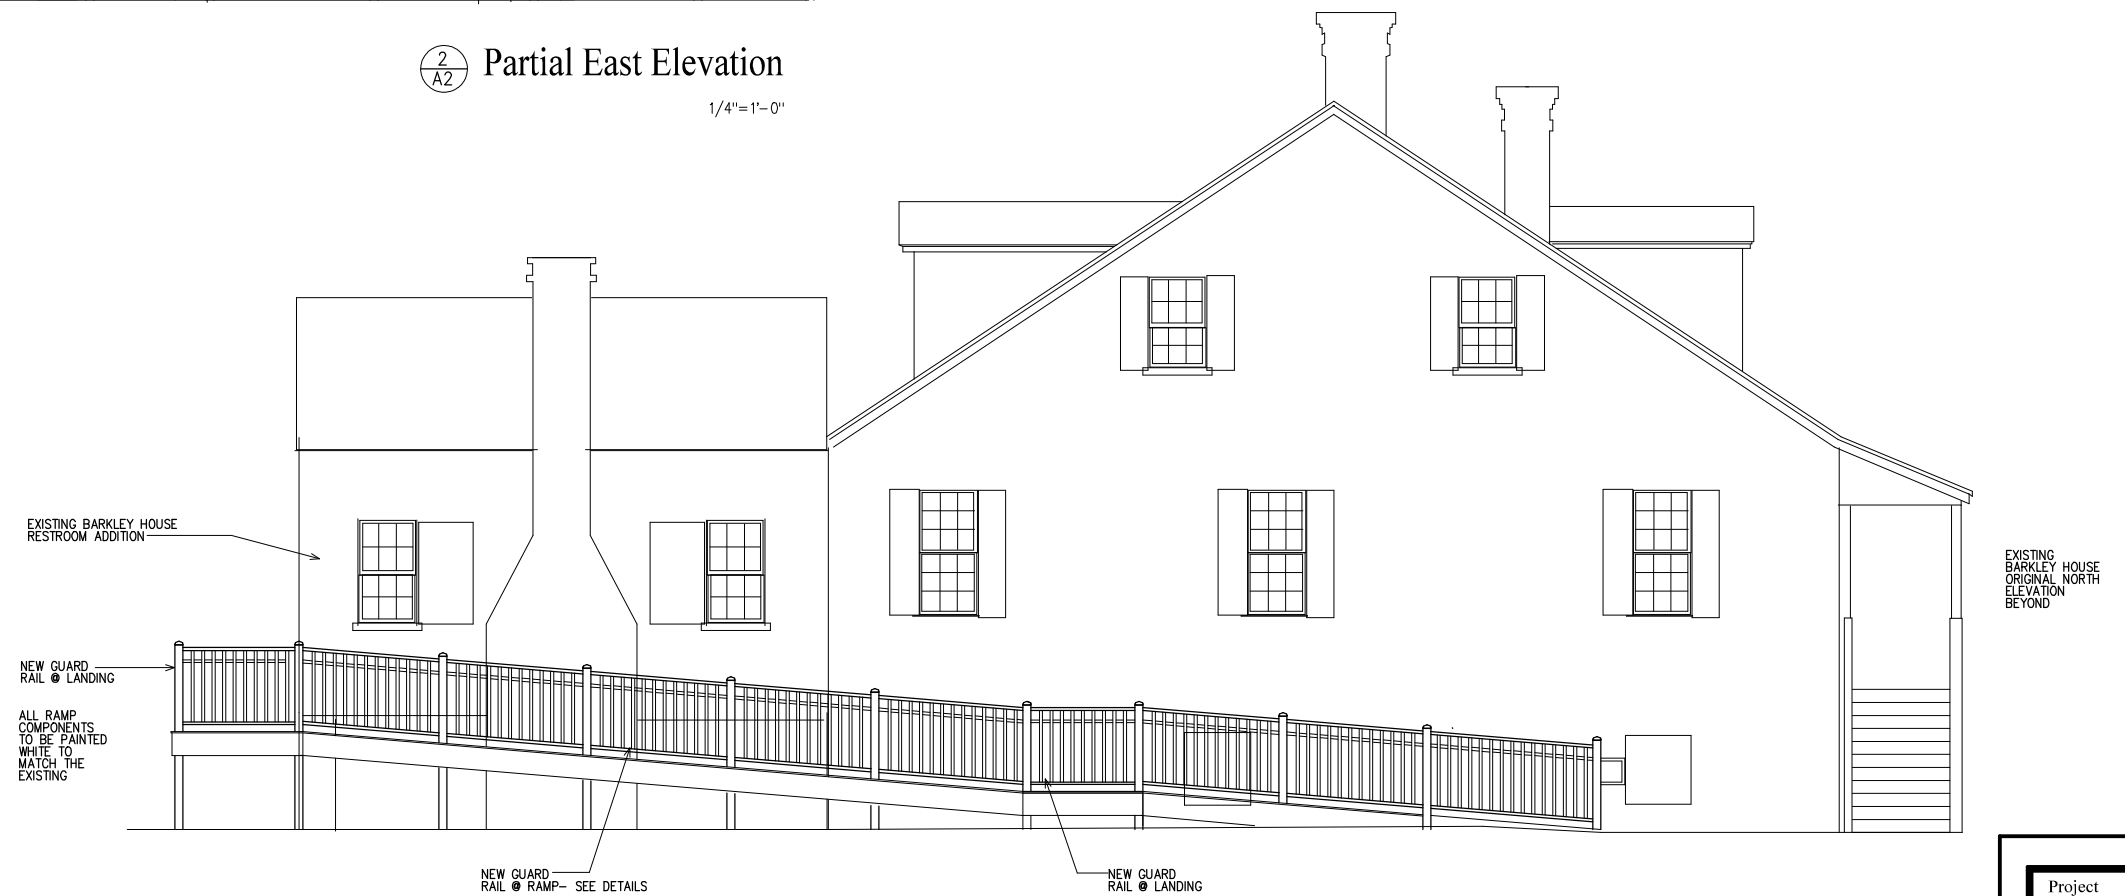 2
A2
Partial East Elevation
1/4"=1'-0"
EXISTING BARKLEY HOUSE
RESTROOM ADDITION
EXISTING
BARKLEY HOUSE
ORIGINAL NORTH
ELEVATION
BEYOND
NEW GUARD
RAIL @ LANDING
ALL RAMP
COMPONENTS
TO BE PAINTED
WHITE TO
MATCH THE
EXISTING
NEW GUARD
RAIL @ RAMP- SEE DETAILS
NEW GUARD
RAIL @ LANDING
Project